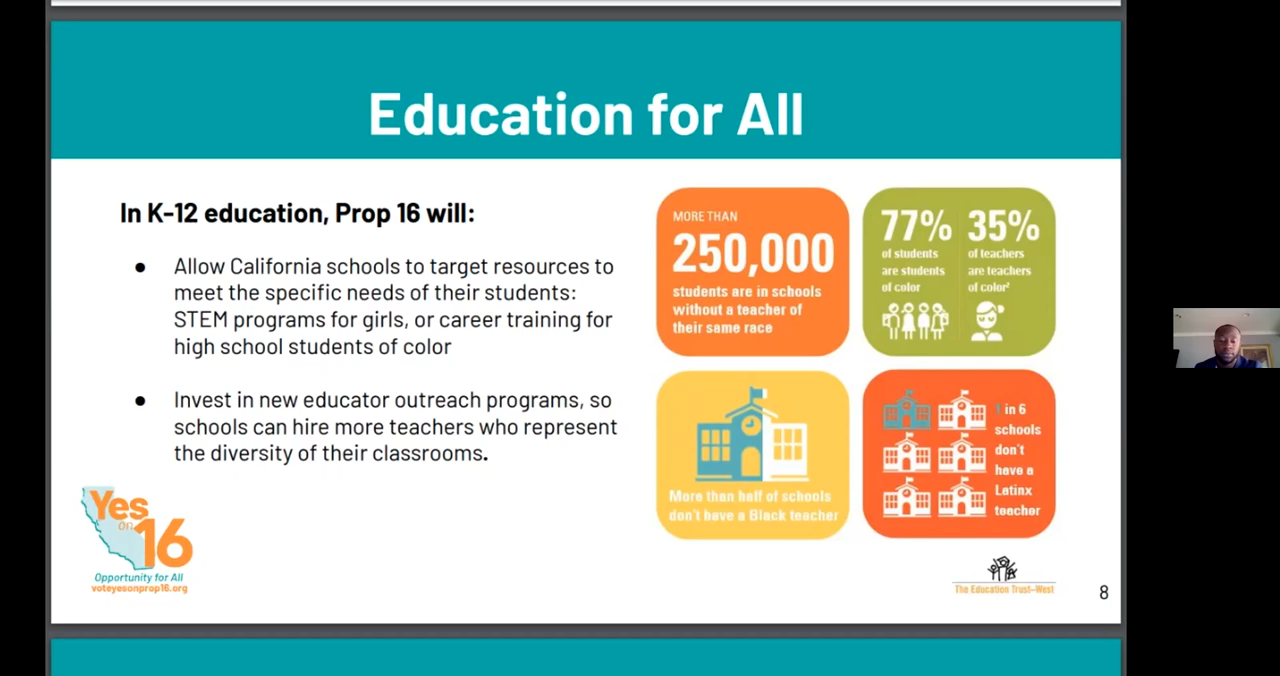 Education for All
In K-12 education, Prop 16 will:
● Allow California schools to target resources to
meet the specific needs of their students:
STEM programs for girls, or career training for
high school students of color
● Invest in new educator outreach programs, so
schools can hire more teachers who represent
the diversity of their classrooms.
MORE THAN
250,000
students are in schools
without a teacher of
their same race
77%
of students
are students
of color
35%
of teachers
are teachers
of color²
More than half of schools
don't have a Black teacher
1 in 6
schools
don't
have a
Latinx
teacher
Yes
on
16
Opportunity for All
voteyesonprop16.org
The Education Trust–West
8